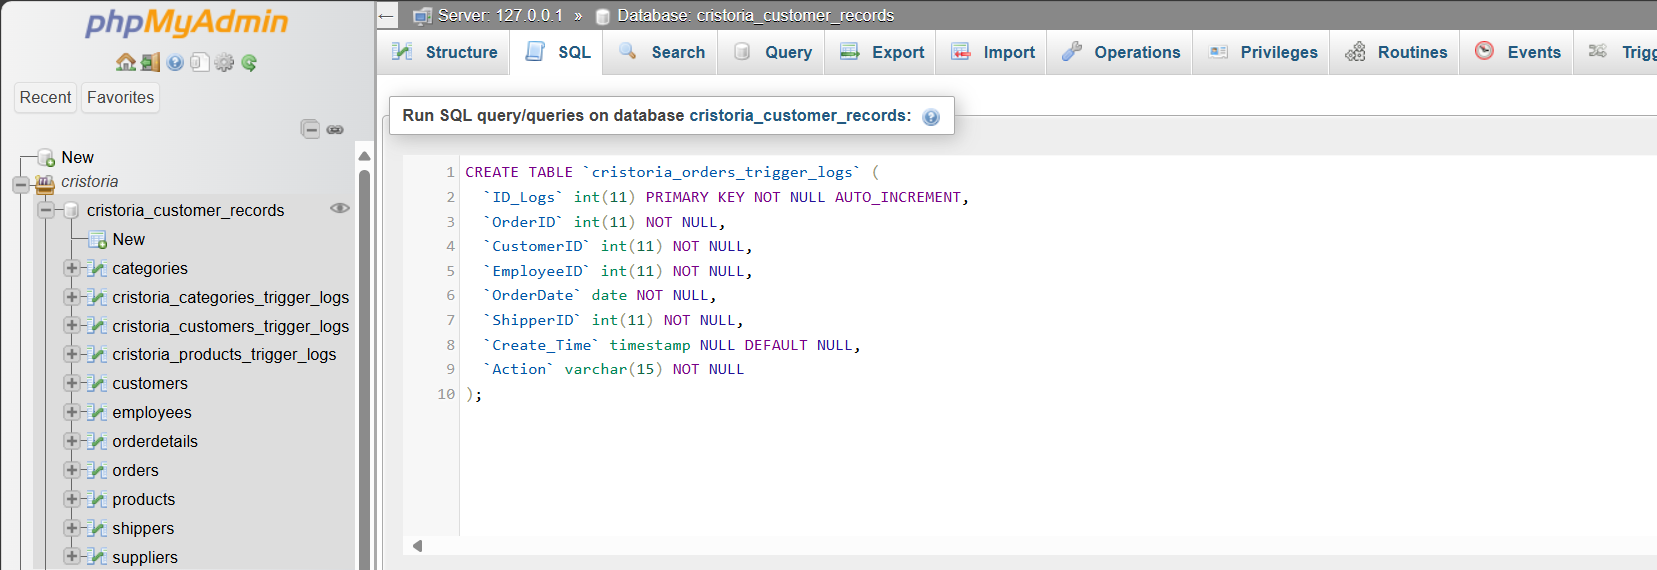 phpMyAdmin
Recent Favorites
New
cristoria
cristoria_customer_records
New
categories
cristoria_categories_trigger_logs
cristoria_customers_trigger_logs
cristoria_products_trigger_logs
customers
employees
orderdetails
orders
products
shippers
suppliers
← Server: 127.0.0.1 » Database: cristoria_customer_records
Structure SQL Search Query Export Import Operations Privileges Routines Events Trigg
Run SQL query/queries on database cristoria_customer_records:
1 CREATE TABLE `cristoria_orders_trigger_logs` (
2 `ID_Logs` int(11) PRIMARY KEY NOT NULL AUTO_INCREMENT,
3 `OrderID` int(11) NOT NULL,
4 `CustomerID` int(11) NOT NULL,
5 `EmployeeID` int(11) NOT NULL,
6 `OrderDate` date NOT NULL,
7 `ShipperID` int(11) NOT NULL,
8 `Create_Time` timestamp NULL DEFAULT NULL,
9 `Action` varchar(15) NOT NULL
10 );